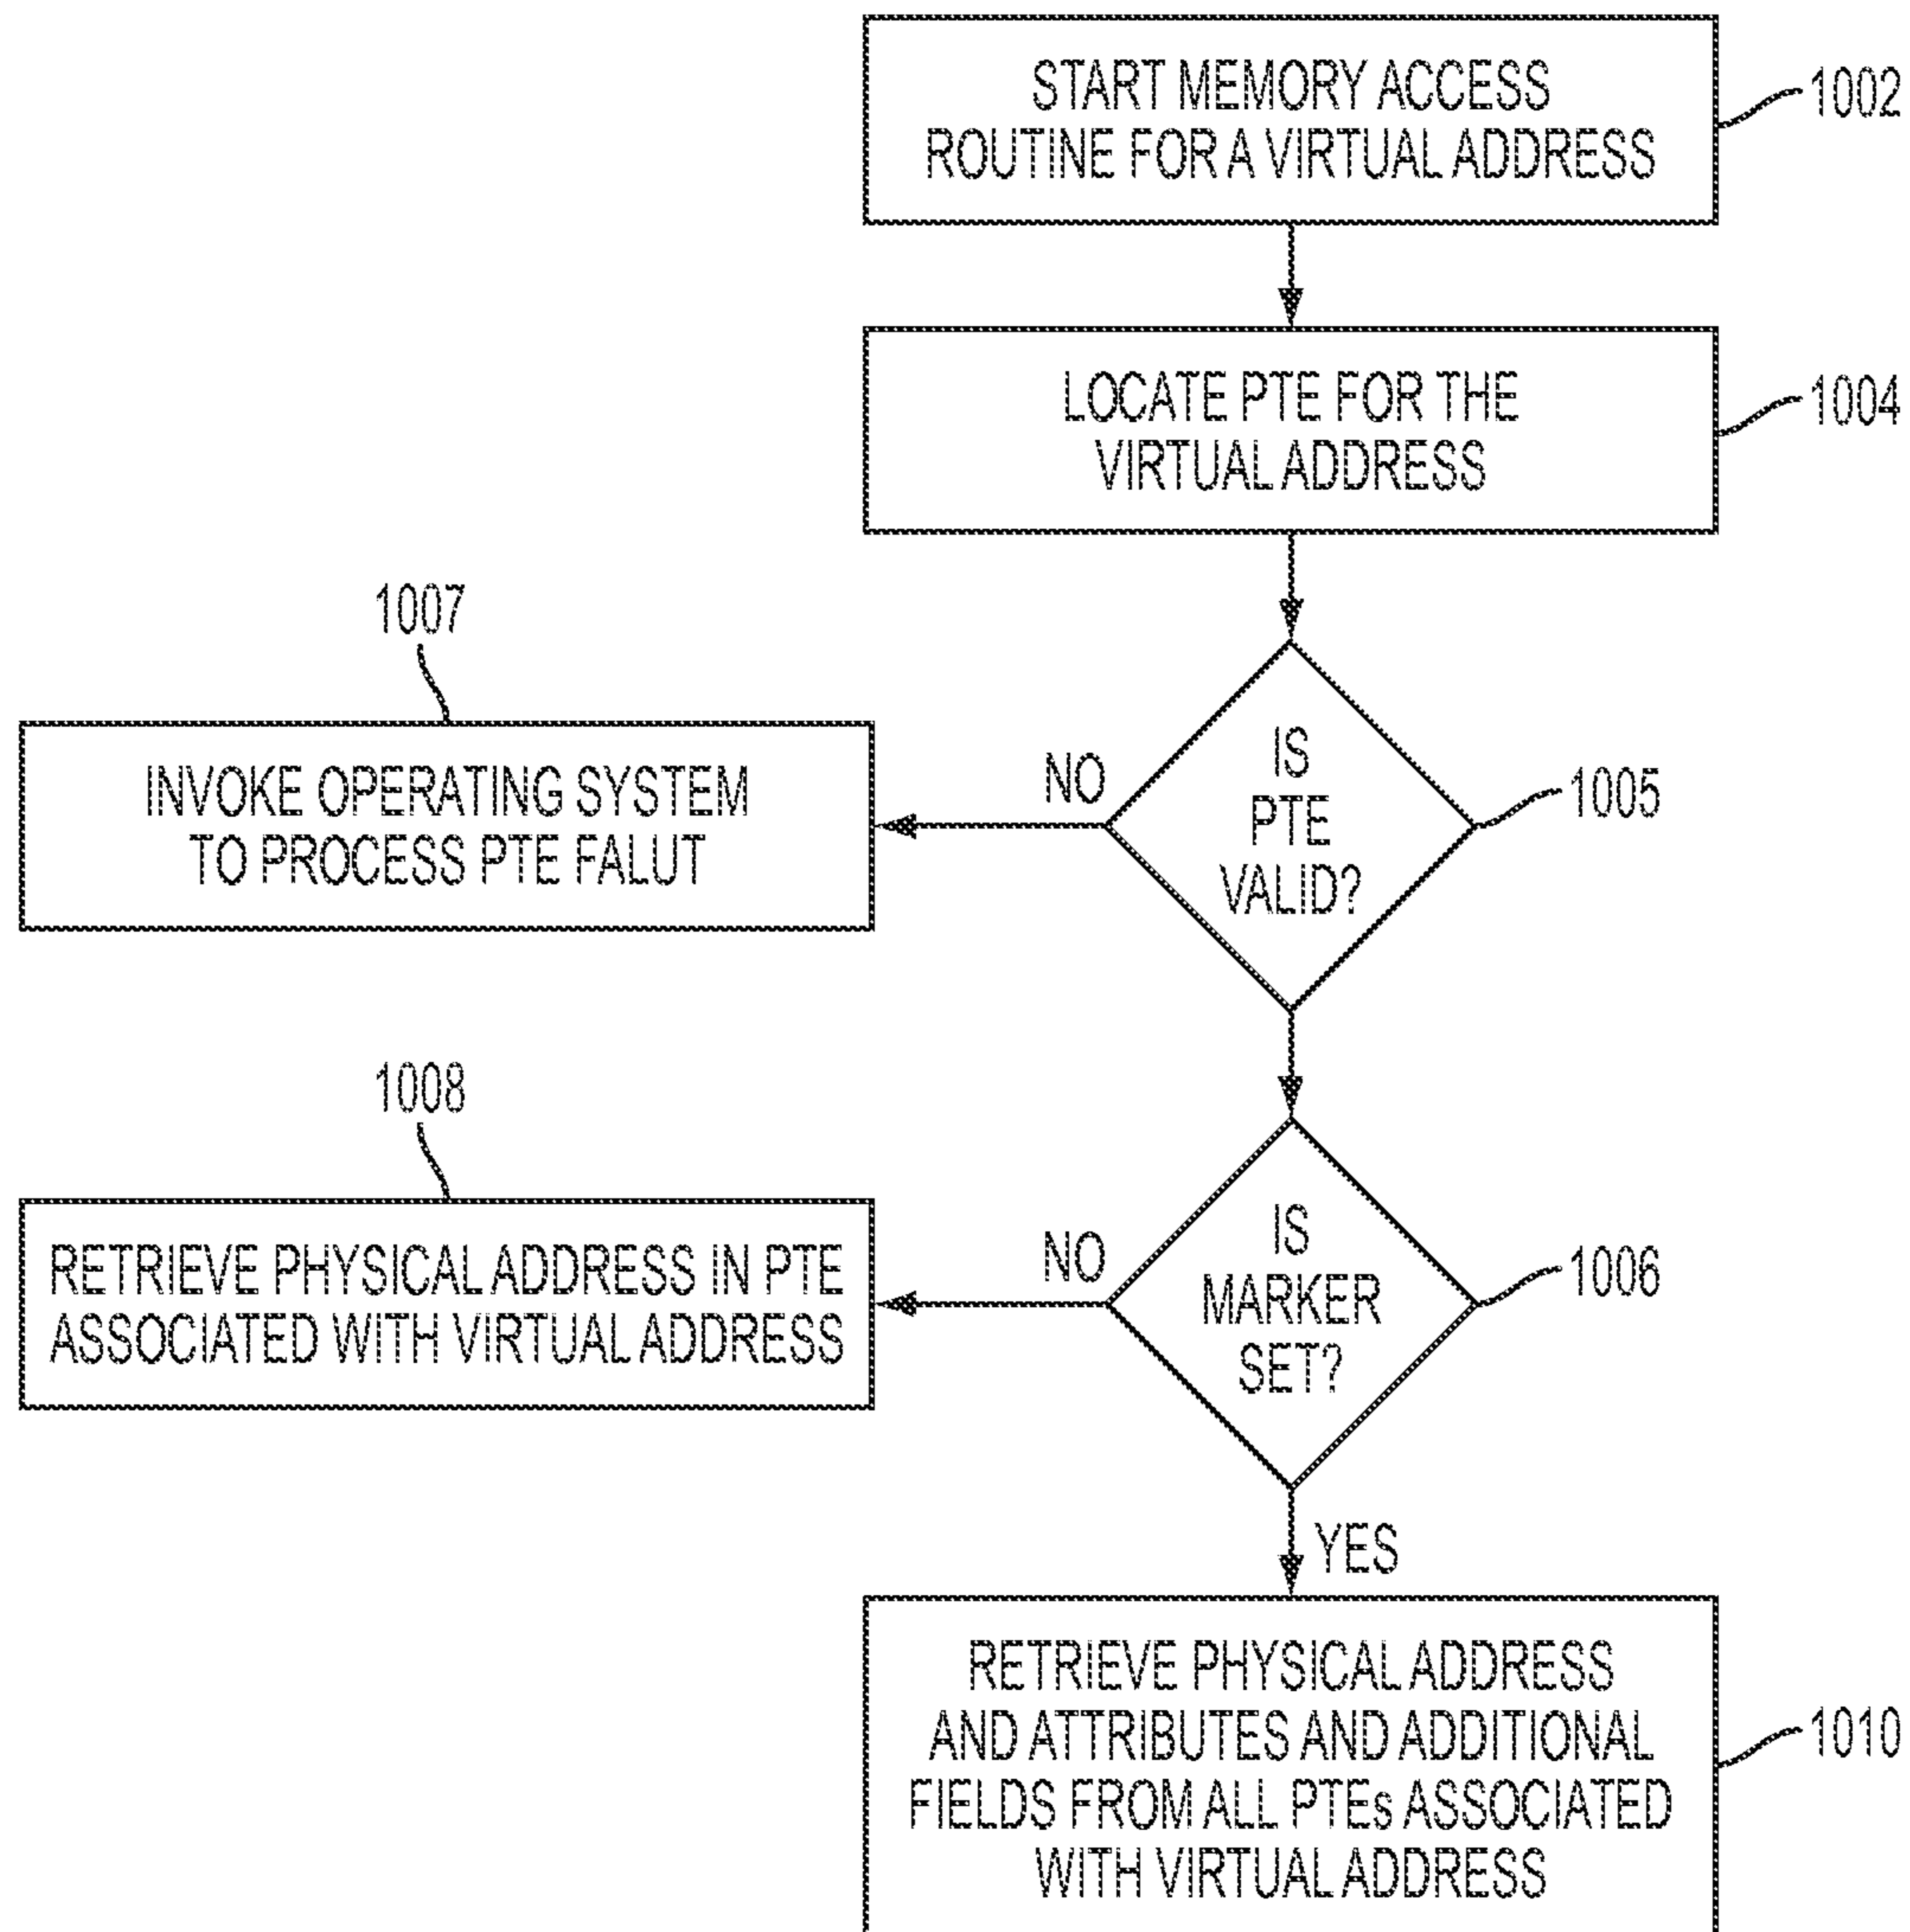 START MEMORY ACCESS
ROUTINE FOR A VIRTUAL ADDRESS
1002
LOCATE PTE FOR THE
VIRTUAL ADDRESS
1004
1007
INVOKE OPERATING SYSTEM
TO PROCESS PTE FALUT
NO
IS
PTE
VALID?
1005
1008
RETRIEVE PHYSICAL ADDRESS IN PTE
ASSOCIATED WITH VIRTUAL ADDRESS
NO
IS
MARKER
SET?
1006
YES
RETRIEVE PHYSICAL ADDRESS
AND ATTRIBUTES AND ADDITIONAL
FIELDS FROM ALL PTEs ASSOCIATED
WITH VIRTUAL ADDRESS
1010